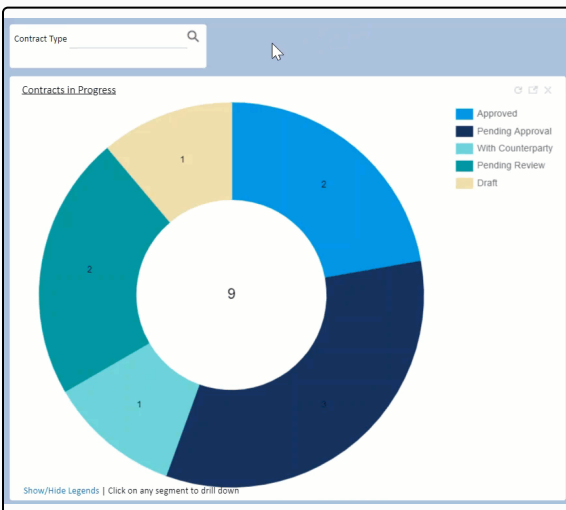 Contract Type
Contracts in Progress
Approved
Pending Approval
With Counterparty
Pending Review
Draft
1
2
2
9
1
3
Show/Hide Legends | Click on any segment to drill down